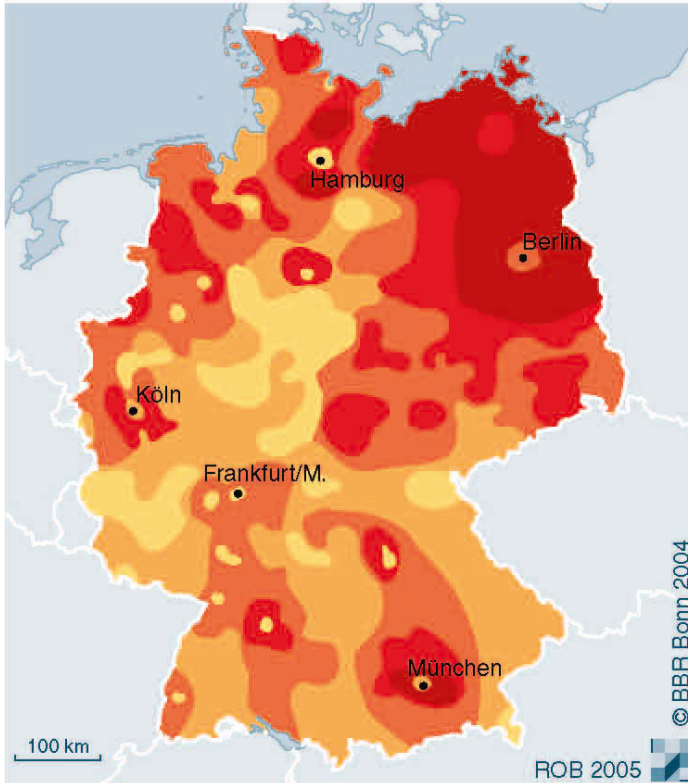 Hamburg
Berlin
Köln
Frankfurt/M.
München
100 km
© BBR Bonn 2004
ROB 2005